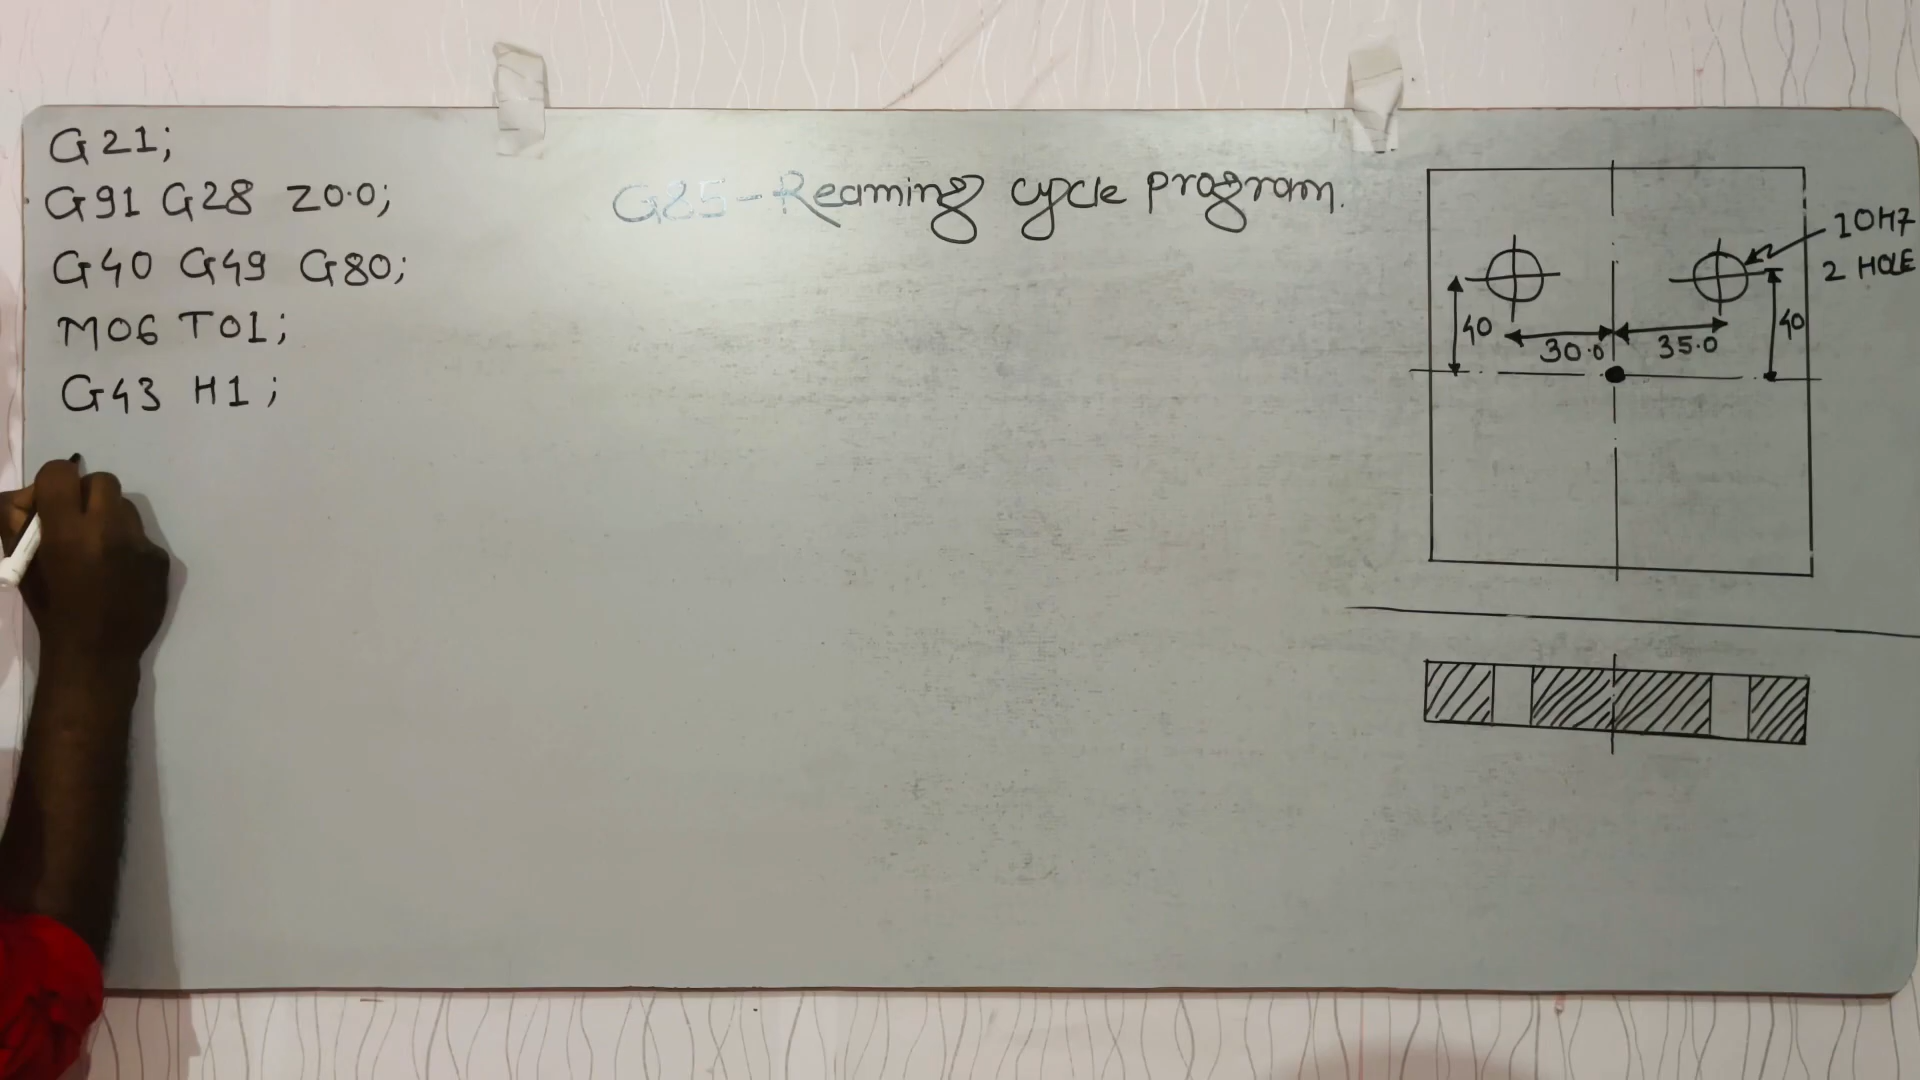 G21;
G91 G28 Z0.0;
G40 G49 G80;
M06 T01;
G43 H1;
G85-Reaming cycle program.
10H7
2 HOLE
40
30.0
35.0
40